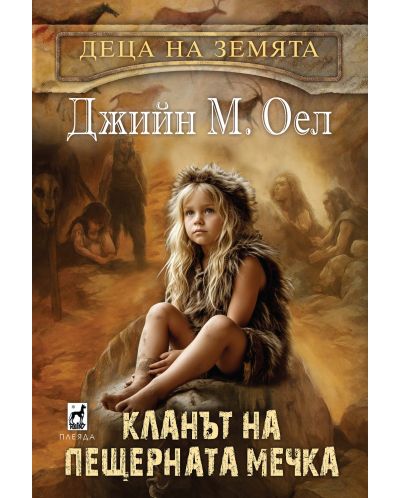 ДЕЦА НА ЗЕМЯТА
Джийн М. Оел
ПЛЕЯДА
КЛАНЪТ НА
ПЕЩЕРНАТА МЕЧКА